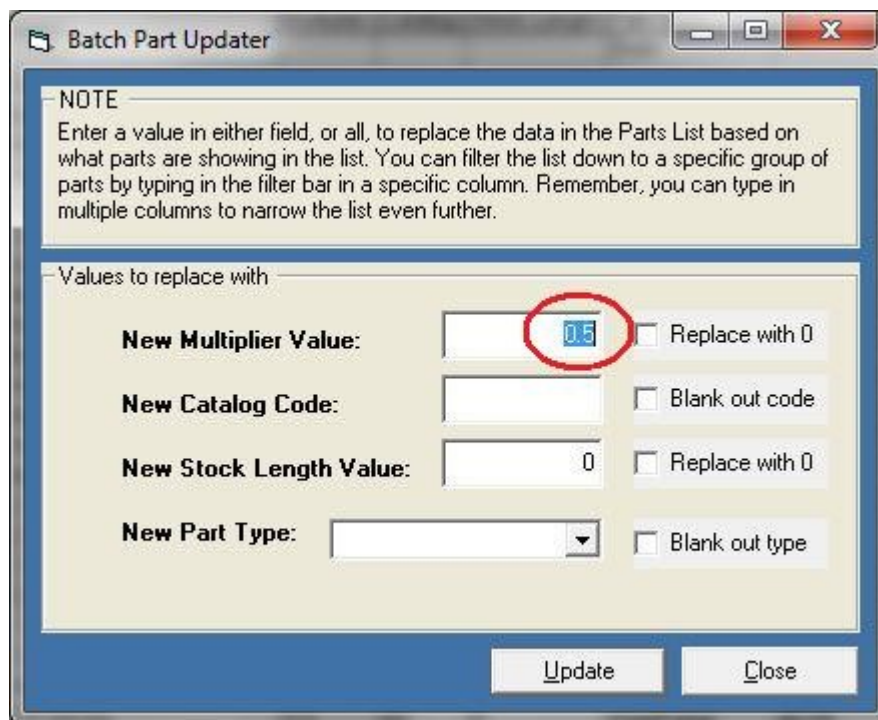 Batch Part Updater
NOTE
Enter a value in either field, or all, to replace the data in the Parts List based on
what parts are showing in the list. You can filter the list down to a specific group of
parts by typing in the filter bar in a specific column. Remember, you can type in
multiple columns to narrow the list even further.
Values to replace with
New Multiplier Value: 0.5 Replace with 0
New Catalog Code: Blank out code
New Stock Length Value: 0 Replace with 0
New Part Type: Blank out type
Update Close